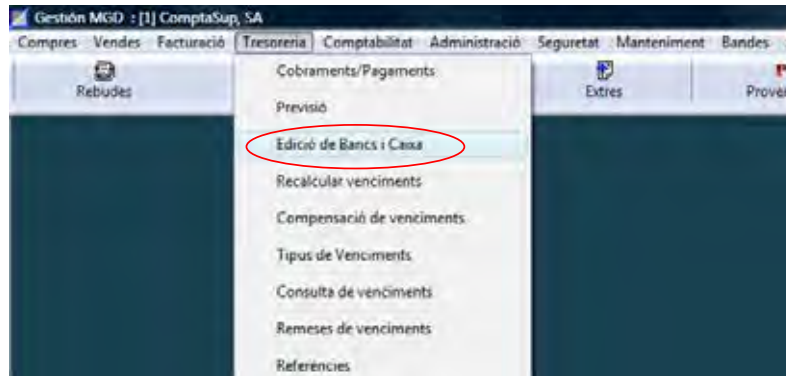 Gestión MGD : [1] ComptaSup, SA
Compres Vendes Facturació Tresoreria Comptabilitat Administració Seguretat Manteniment Bandes
Rebudes
Extres
Cobraments/Pagaments
Previsió
Edició de Bancs i Caixa
Recalcular venciments
Compensació de venciments
Tipus de Venciments
Consulta de venciments
Remeses de venciments
Referències